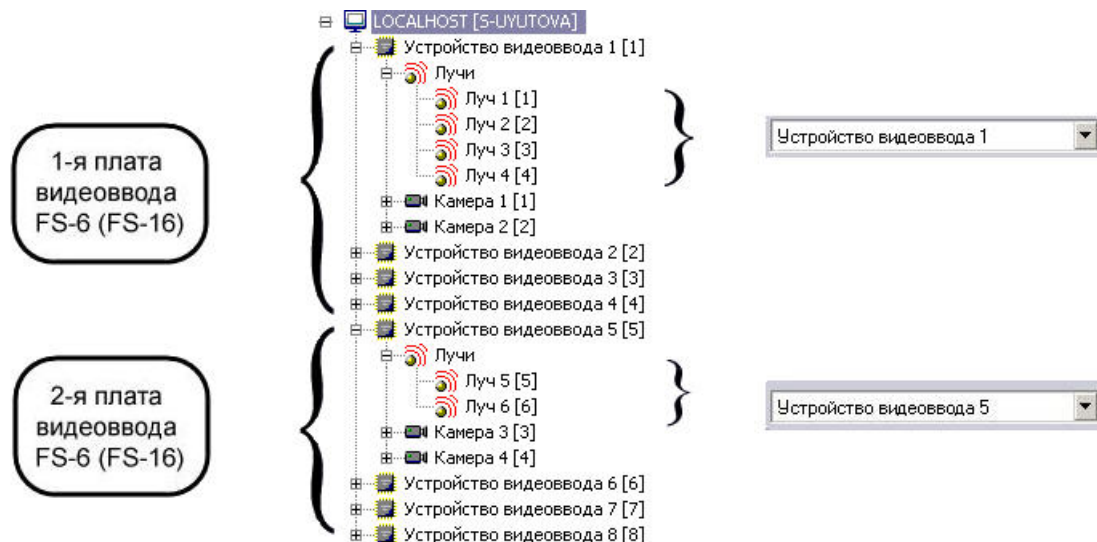 LOCALHOST [S-UYUTOVA]
Устройство видеоввода 1 [1]
Лучи
Луч 1 [1]
Луч 2 [2]
Луч 3 [3]
Луч 4 [4]
Камера 1 [1]
Камера 2 [2]
Устройство видеоввода 2 [2]
Устройство видеоввода 3 [3]
Устройство видеоввода 4 [4]
Устройство видеоввода 5 [5]
Лучи
Луч 5 [5]
Луч 6 [6]
Камера 3 [3]
Камера 4 [4]
Устройство видеоввода 6 [6]
Устройство видеоввода 7 [7]
Устройство видеоввода 8 [8]
1-я плата
видеоввода
FS-6 (FS-16)
2-я плата
видеоввода
FS-6 (FS-16)
Устройство видеоввода 1
Устройство видеоввода 5